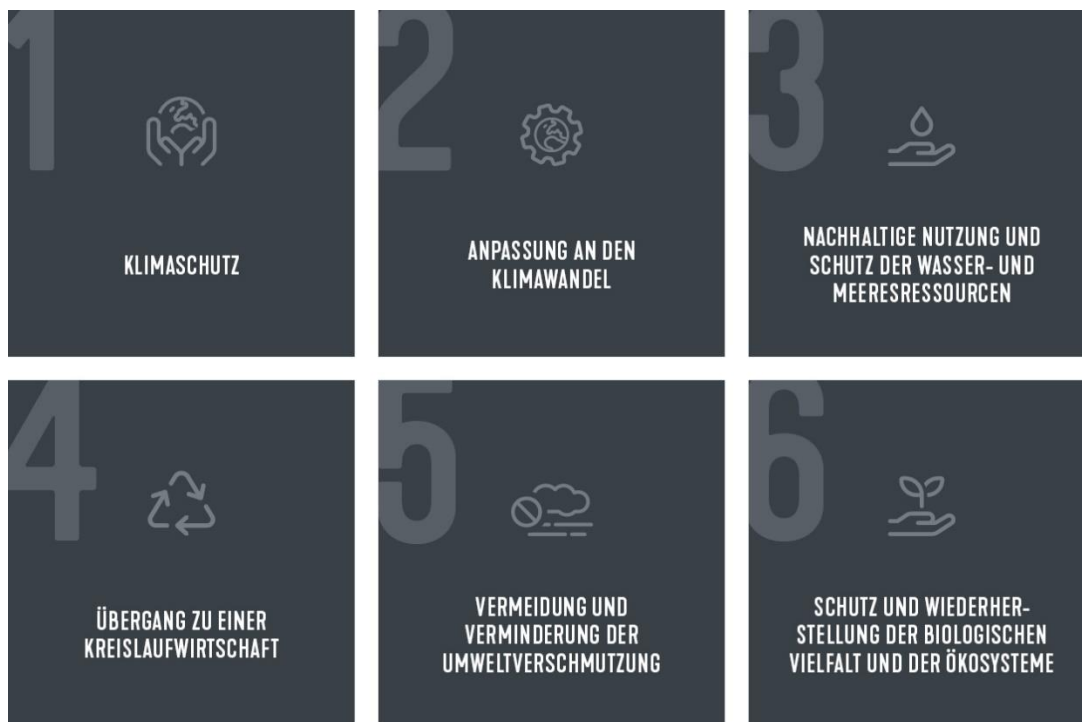 1
KLIMASCHUTZ
2
ANPASSUNG AN DEN
KLIMAWANDEL
3
NACHHALTIGE NUTZUNG UND
SCHUTZ DER WASSER- UND
MEERESRESSOURCEN
4
ÜBERGANG ZU EINER
KREISLAUFWIRTSCHAFT
5
VERMEIDUNG UND
VERMINDERUNG DER
UMWELTVERSCHMUTZUNG
6
SCHUTZ UND WIEDERHER-
STELLUNG DER BIOLOGISCHEN
VIELFALT UND DER ÖKOSYSTEME